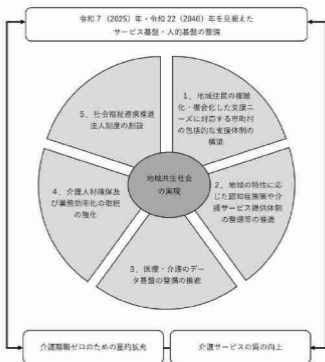 令和7（2025）年・令和22（2040）年を見据えた
サービス基盤・人的基盤の整備
1．地域住民の複雑
化・複合化した支援ニ
ーズに対応する市町村
の包括的な支援体制の
構築
2．地域の特性に応
じた認知症施策や介
護サービス提供体制
の整備等の推進
3．医療・介護のデー
タ基盤の整備の推進
4．介護人材確保及
び業務効率化の取組
の強化
5．社会福祉連携推進
法人制度の創設
地域共生社会
の実現
介護離職ゼロのための量的拡充
介護サービスの質の向上